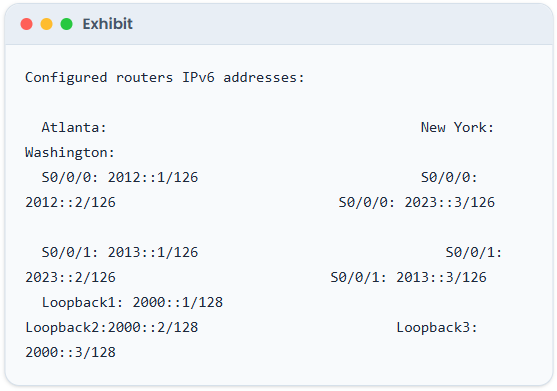 Exhibit
Configured routers IPv6 addresses:
Atlanta: New York:
Washington:
S0/0/0: 2012::1/126 S0/0/0:
2012::2/126 S0/0/0: 2023::3/126
S0/0/1: 2013::1/126 S0/0/1:
2023::2/126 S0/0/1: 2013::3/126
Loopback1: 2000::1/128
Loopback2:2000::2/128 Loopback3:
2000::3/128